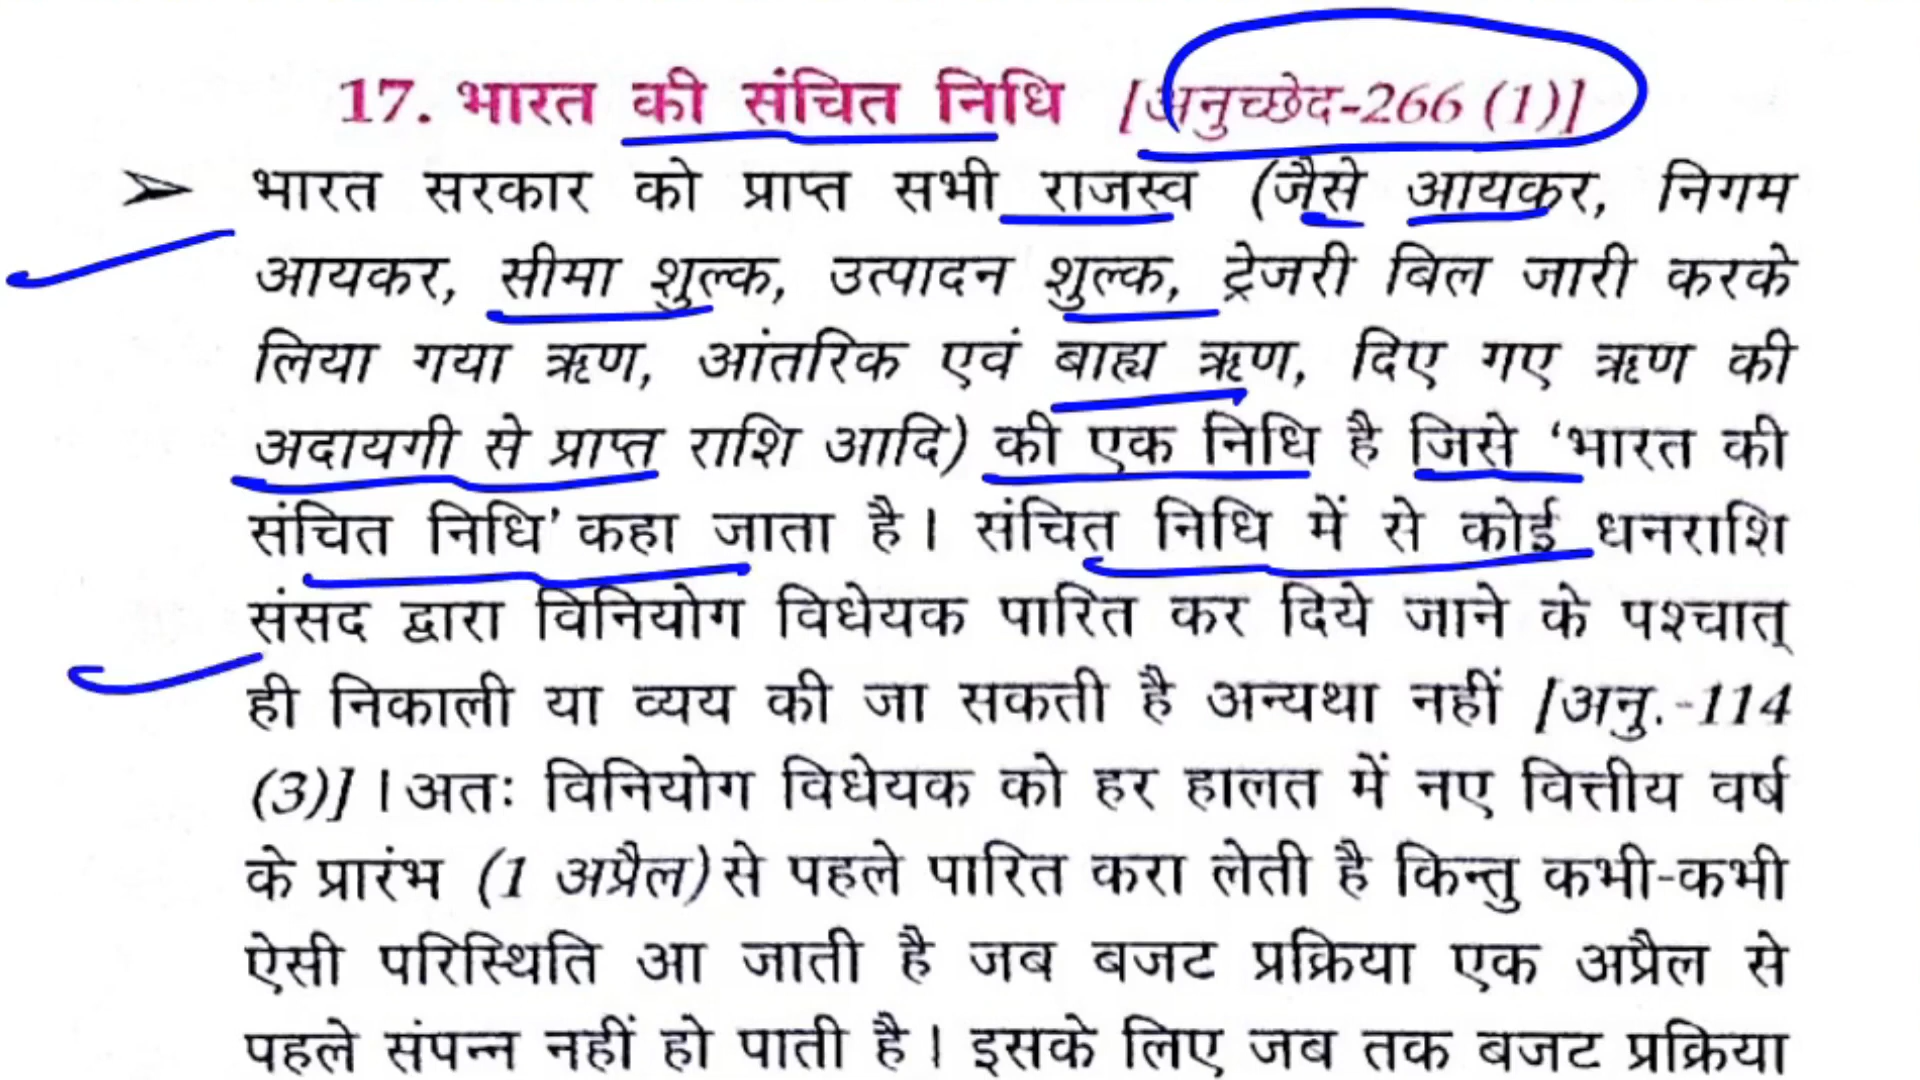 17. भारत की संचित निधि [अनुच्छेद-266 (1)]
➢ भारत सरकार को प्राप्त सभी राजस्व (जैसे आयकर, निगम
आयकर, सीमा शुल्क, उत्पादन शुल्क, ट्रेजरी बिल जारी करके
लिया गया ऋण, आंतरिक एवं बाह्य ऋण, दिए गए ऋण की
अदायगी से प्राप्त राशि आदि) की एक निधि है जिसे ‘भारत की
संचित निधि’ कहा जाता है। संचित निधि में से कोई धनराशि
संसद द्वारा विनियोग विधेयक पारित कर दिये जाने के पश्चात्
ही निकाली या व्यय की जा सकती है अन्यथा नहीं [अनु.-114
(3)] । अतः विनियोग विधेयक को हर हालत में नए वित्तीय वर्ष
के प्रारंभ (1 अप्रैल) से पहले पारित करा लेती है किन्तु कभी-कभी
ऐसी परिस्थिति आ जाती है जब बजट प्रक्रिया एक अप्रैल से
पहले संपन्न नहीं हो पाती है। इसके लिए जब तक बजट प्रक्रिया